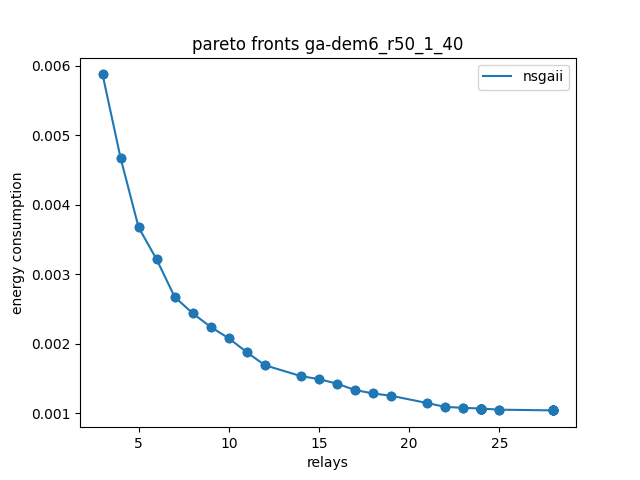 pareto fronts ga-dem6_r50_1_40
nsgaii
0.006
0.005
0.004
0.003
0.002
0.001
energy consumption
5 10 15 20 25
relays